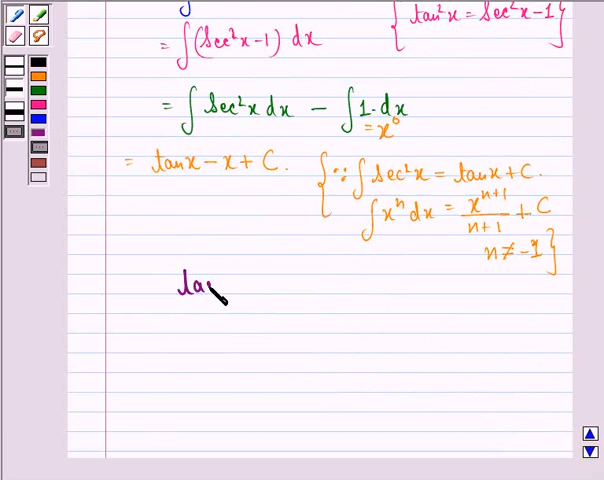 = ∫(sec²x-1) dx { tan²x = sec²x-1 }
= ∫ sec²x dx - ∫ 1·dx
= x⁰
= tanx - x + C. { ∵ ∫ sec²x = tanx + C.
∫ xⁿ dx = xⁿ⁺¹/n+1 + C
n ≠ -1 }
ta